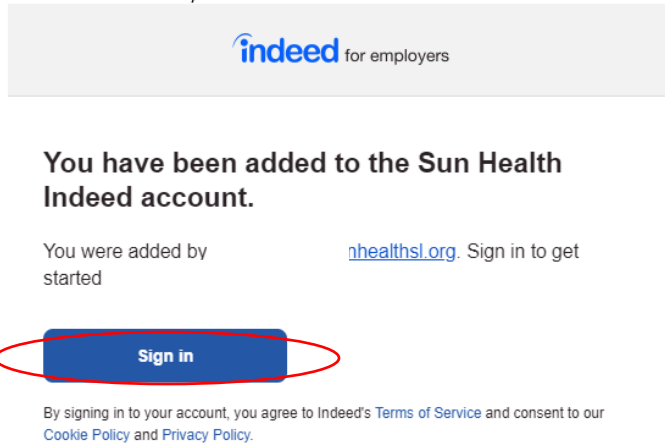 indeed for employers
You have been added to the Sun Health
Indeed account.
You were added by nhealthsl.org. Sign in to get
started
Sign in
By signing in to your account, you agree to Indeed's Terms of Service and consent to our
Cookie Policy and Privacy Policy.